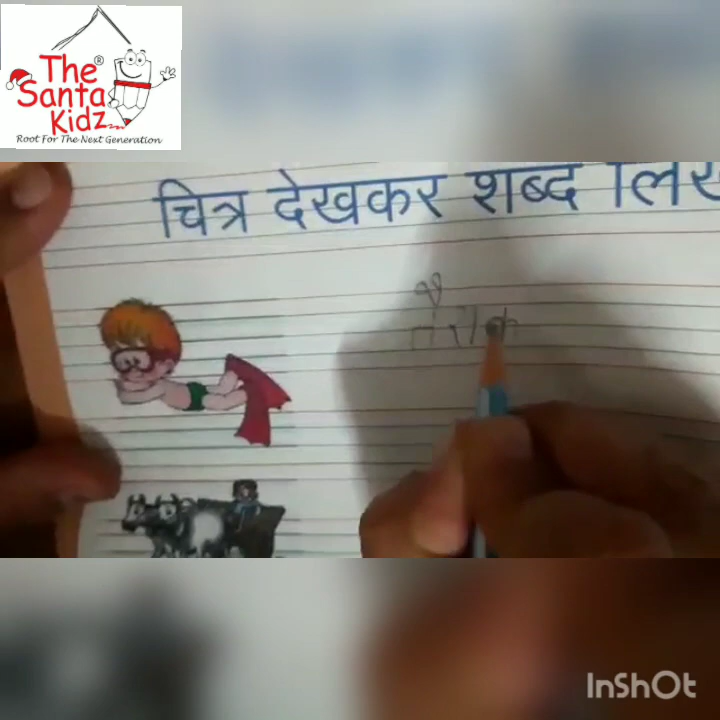 The®
Santa
Kidz
Root For The Next Generation
चित्र देखकर शब्द लिख
तैराक
InShOt